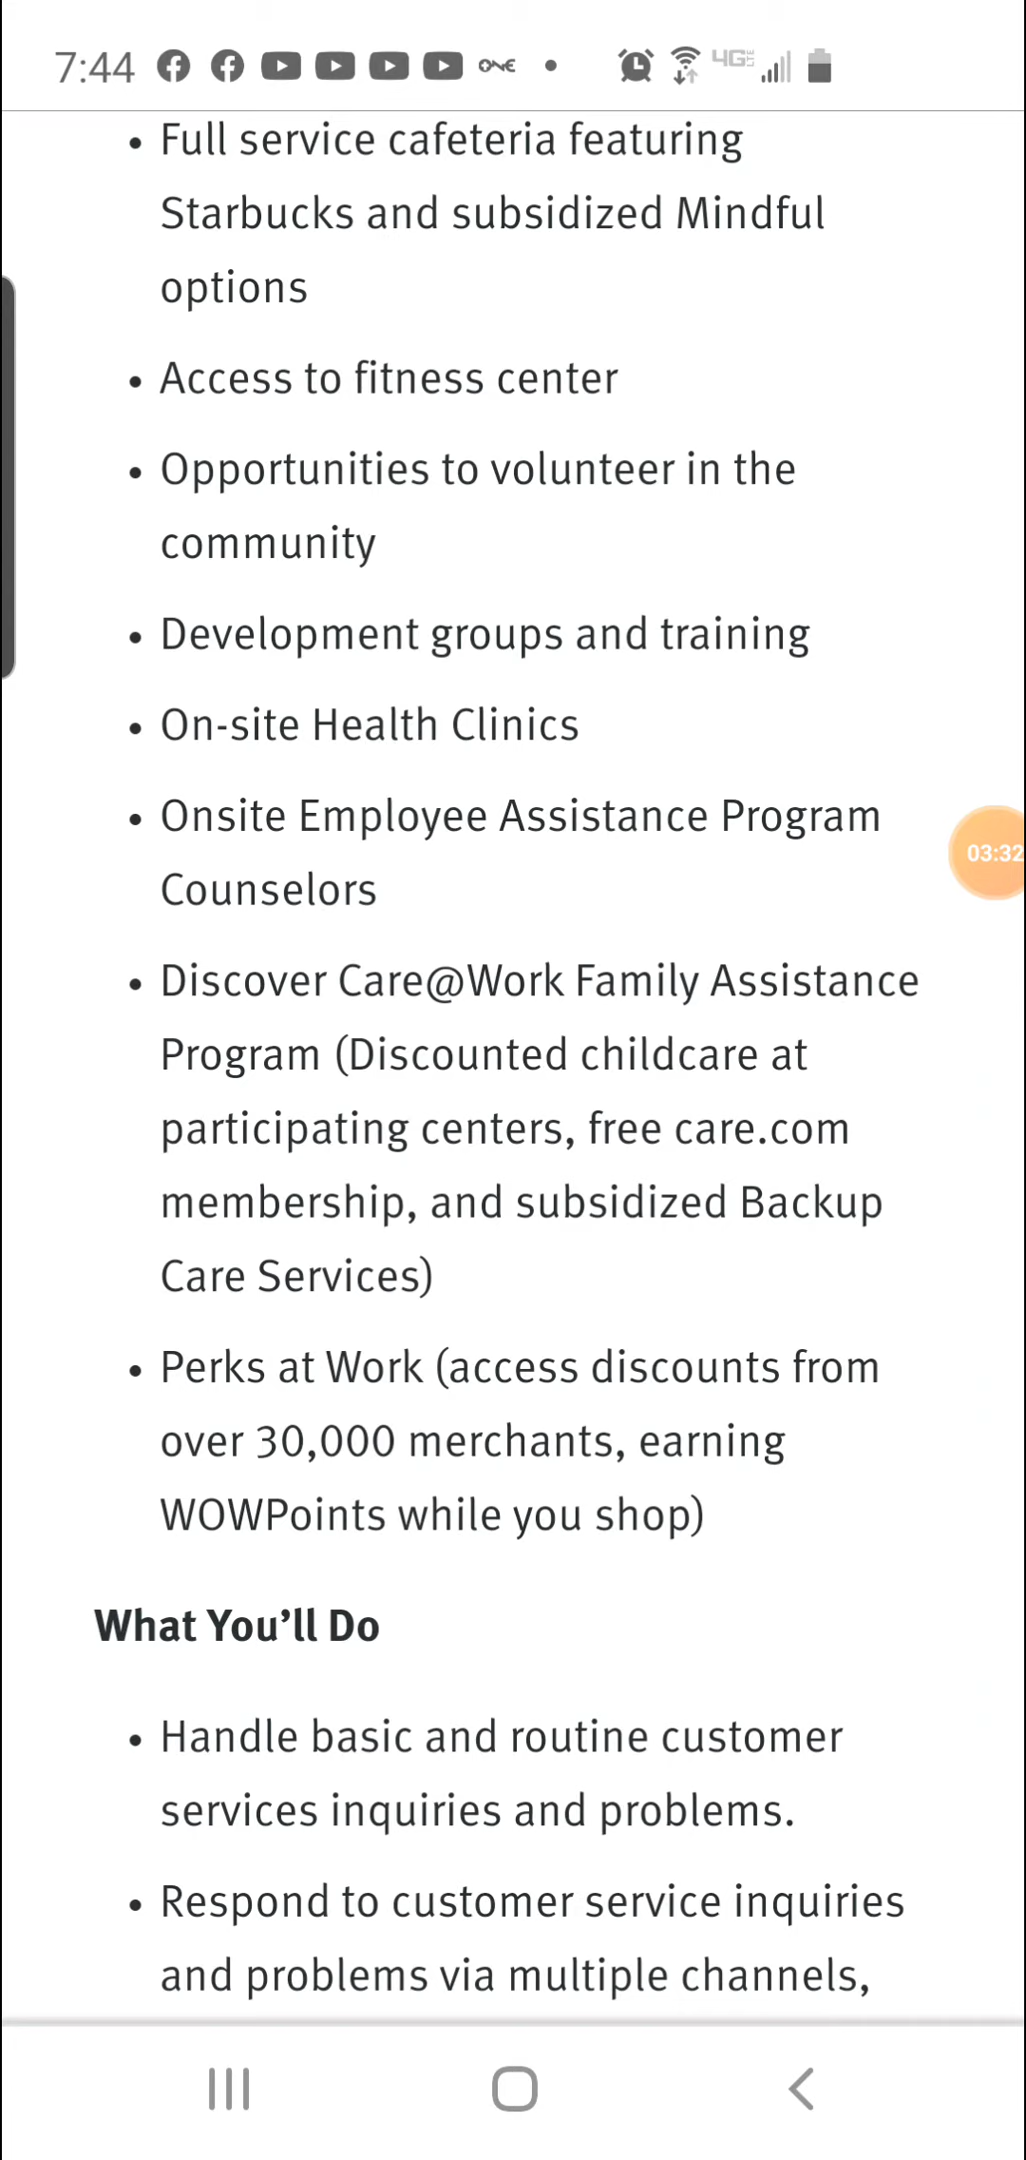 7:44 ONE 4G LTE
• Full service cafeteria featuring
Starbucks and subsidized Mindful
options
• Access to fitness center
• Opportunities to volunteer in the
community
• Development groups and training
• On-site Health Clinics
• Onsite Employee Assistance Program
Counselors
03:32
• Discover Care@Work Family Assistance
Program (Discounted childcare at
participating centers, free care.com
membership, and subsidized Backup
Care Services)
• Perks at Work (access discounts from
over 30,000 merchants, earning
WOWPoints while you shop)
What You’ll Do
• Handle basic and routine customer
services inquiries and problems.
• Respond to customer service inquiries
and problems via multiple channels,